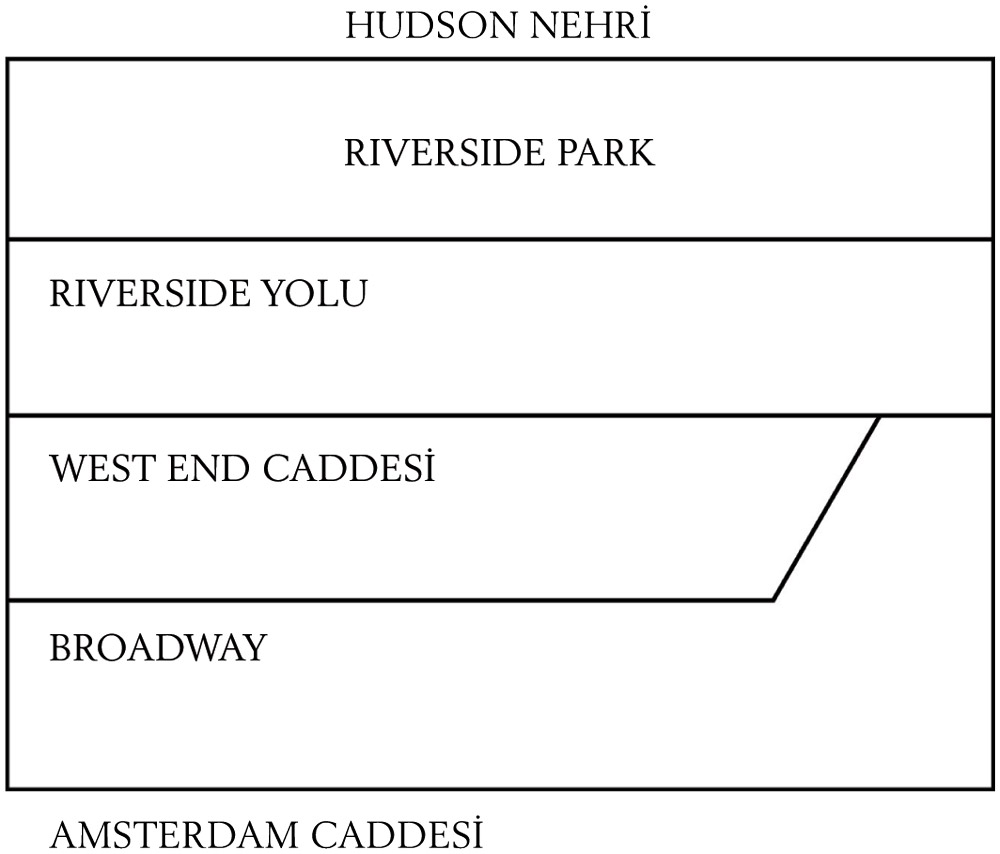 HUDSON NEHRİ
RIVERSIDE PARK
RIVERSIDE YOLU
WEST END CADDESİ
BROADWAY
AMSTERDAM CADDESİ